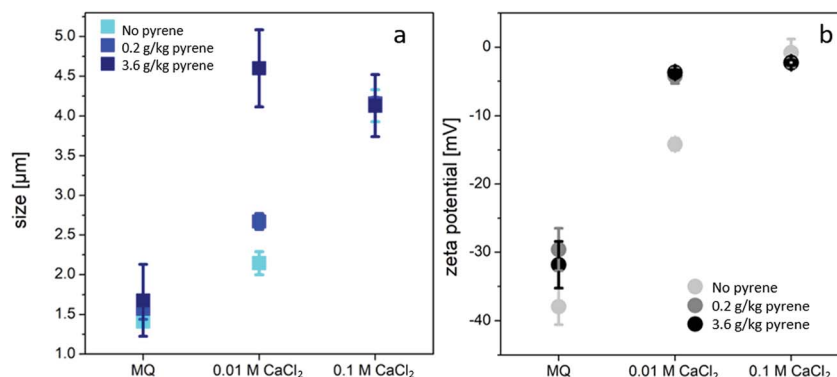 a
No pyrene
0.2 g/kg pyrene
3.6 g/kg pyrene
size [µm]
5.0
4.5
4.0
3.5
3.0
2.5
2.0
1.5
1.0
MQ
0.01 M CaCl₂
0.1 M CaCl₂
b
zeta potential [mV]
0
-10
-20
-30
-40
No pyrene
0.2 g/kg pyrene
3.6 g/kg pyrene
MQ
0.01 M CaCl₂
0.1 M CaCl₂